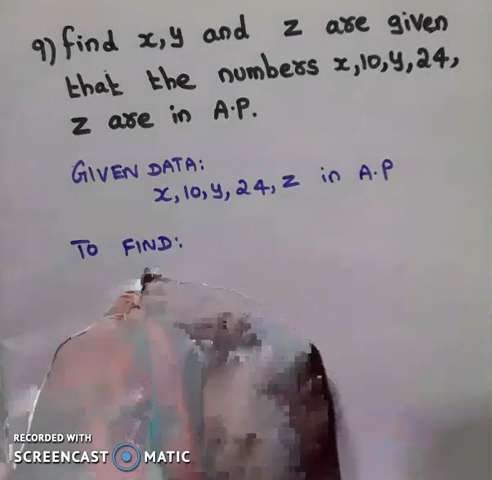 9) find x, y and z are given
that the numbers x, 10, y, 24,
z are in A.P.
GIVEN DATA:
x, 10, y, 24, z in A.P
TO FIND:
RECORDED WITH
SCREENCAST MATIC